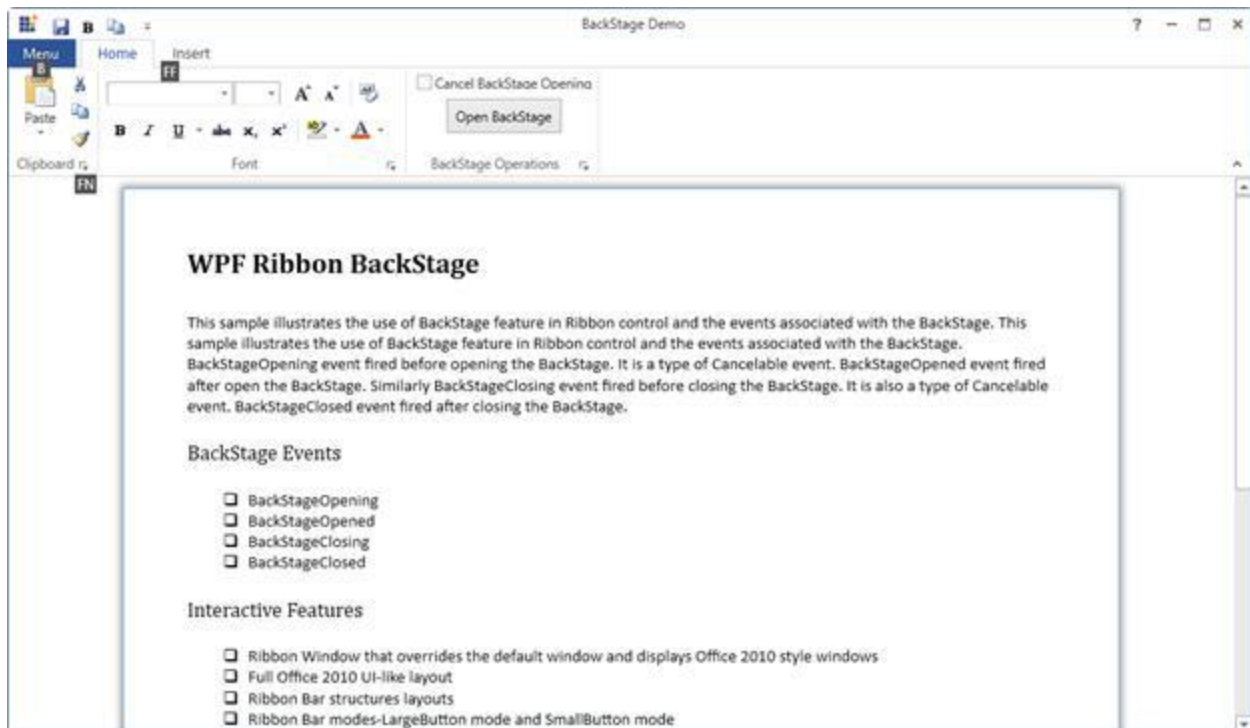 BackStage Demo
B
?
Menu Home Insert
B
FF
Cancel BackStage Opening
Paste
Open BackStage
B I U abc x, x²
A A
A
Clipboard Font BackStage Operations
FN
WPF Ribbon BackStage
This sample illustrates the use of BackStage feature in Ribbon control and the events associated with the BackStage. This
sample illustrates the use of BackStage feature in Ribbon control and the events associated with the BackStage.
BackStageOpening event fired before opening the BackStage. It is a type of Cancelable event. BackStageOpened event fired
after open the BackStage. Similarly BackStageClosing event fired before closing the BackStage. It is also a type of Cancelable
event. BackStageClosed event fired after closing the BackStage.
BackStage Events
BackStageOpening
BackStageOpened
BackStageClosing
BackStageClosed
Interactive Features
Ribbon Window that overrides the default window and displays Office 2010 style windows
Full Office 2010 UI-like layout
Ribbon Bar structures layouts
Ribbon Bar modes-LargeButton mode and SmallButton mode